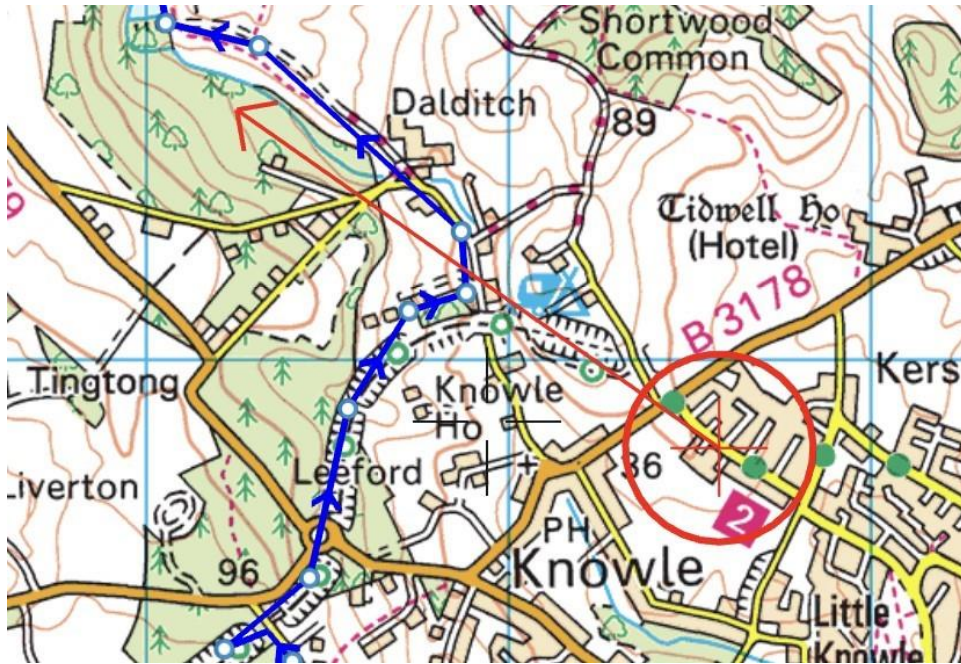 Shortwood
Common
Dalditch
89
Tidwell Ho
(Hotel)
9
B 3178
Tingtong
Kers
Knowle
Ho
Leeford
36
Liverton
2
PH
Knowle
96
Little
Knowle